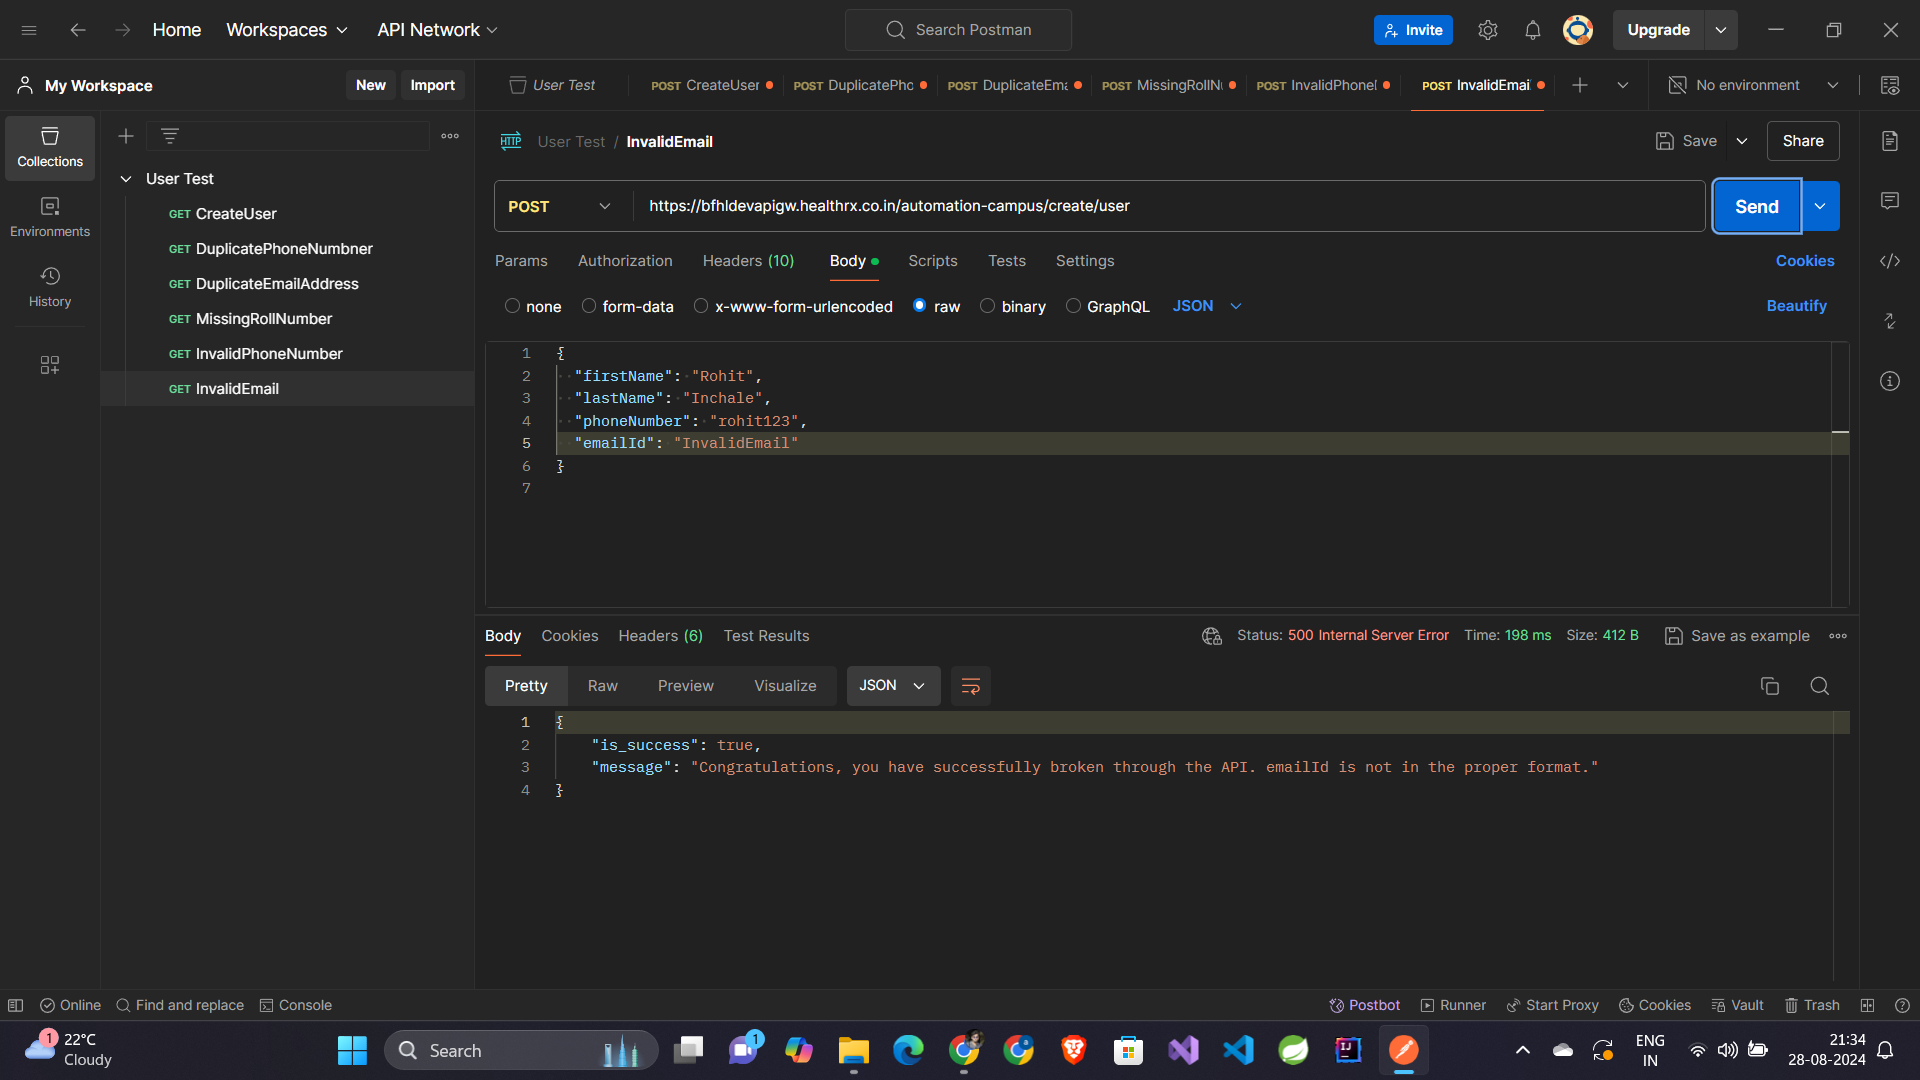 Home
Workspaces
API Network
Search Postman
Invite
Upgrade
My Workspace
New
Import
User Test
POST CreateUser
POST DuplicatePho
POST DuplicateEma
POST MissingRollNu
POST InvalidPhoneI
POST InvalidEmai
No environment
Collections
Environments
History
User Test
GET CreateUser
GET DuplicatePhoneNumbner
GET DuplicateEmailAddress
GET MissingRollNumber
GET InvalidPhoneNumber
GET InvalidEmail
HTTP User Test / InvalidEmail
Save
Share
POST
https://bfhldevapigw.healthrx.co.in/automation-campus/create/user
Send
Params
Authorization
Headers (10)
Body
Scripts
Tests
Settings
Cookies
none
form-data
x-www-form-urlencoded
raw
binary
GraphQL
JSON
Beautify
1 {
2 "firstName": "Rohit",
3 "lastName": "Inchale",
4 "phoneNumber": "rohit123",
5 "emailId": "InvalidEmail"
6 }
7
Body
Cookies
Headers (6)
Test Results
Status: 500 Internal Server Error
Time: 198 ms
Size: 412 B
Save as example
Pretty
Raw
Preview
Visualize
JSON
1 {
2 "is_success": true,
3 "message": "Congratulations, you have successfully broken through the API. emailId is not in the proper format."
4 }
Online
Find and replace
Console
Postbot
Runner
Start Proxy
Cookies
Vault
Trash
1
22°C
Cloudy
Search
1
ENG
IN
21:34
28-08-2024